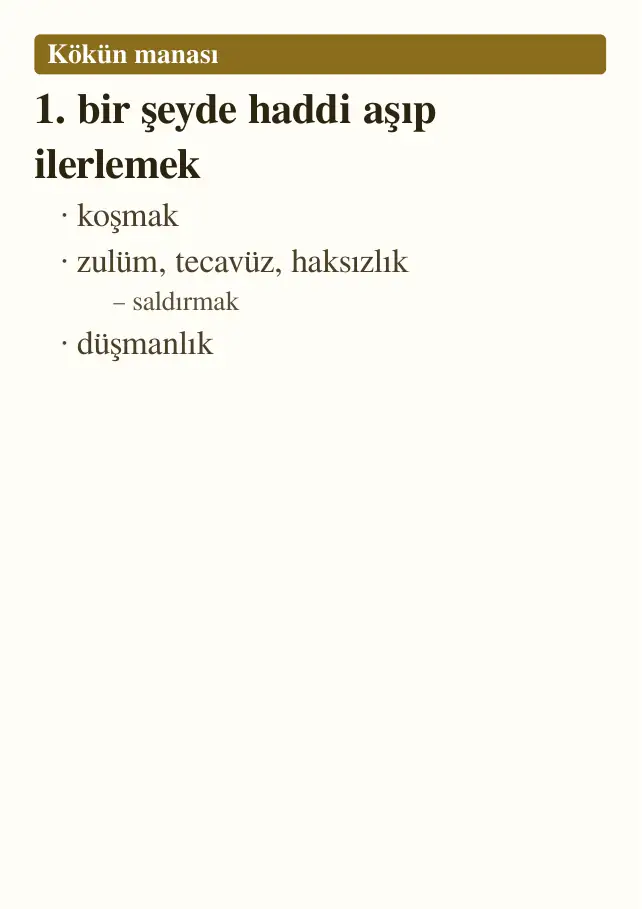 Kökün manası
1. bir şeyde haddi aşıp
ilerlemek
· koşmak
· zulüm, tecavüz, haksızlık
– saldırmak
· düşmanlık